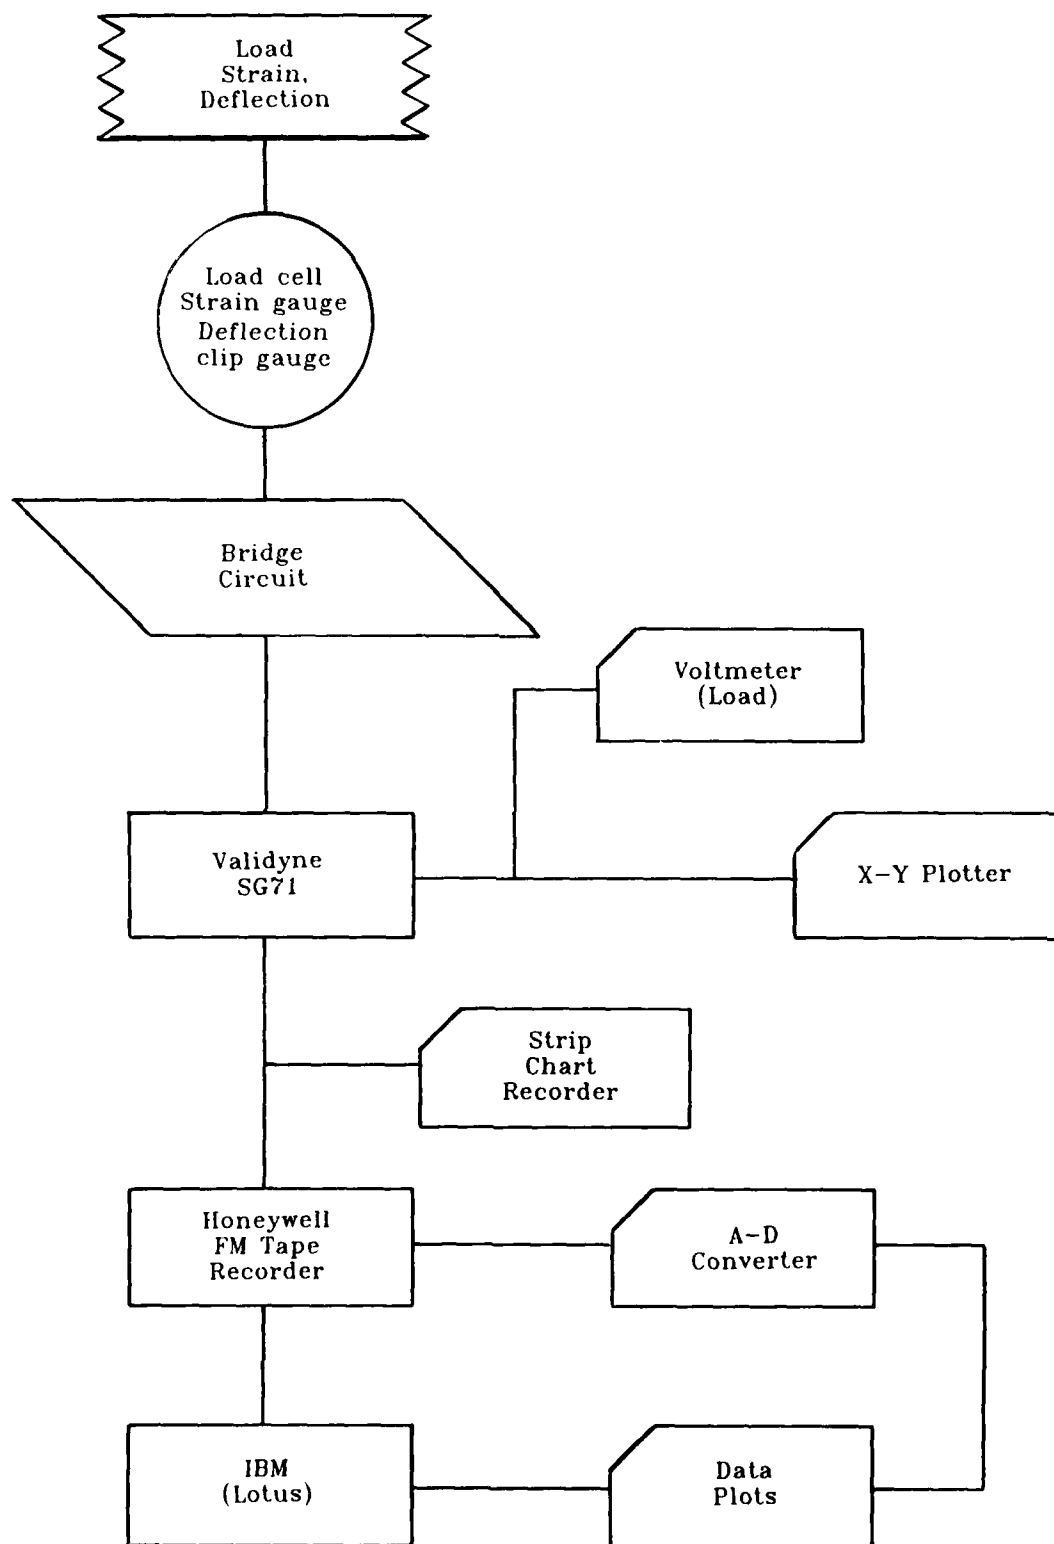 Load
Strain,
Deflection
Load cell
Strain gauge
Deflection
clip gauge
Bridge
Circuit
Voltmeter
(Load)
Validyne
SG71
X-Y Plotter
Strip
Chart
Recorder
Honeywell
FM Tape
Recorder
A-D
Converter
IBM
(Lotus)
Data
Plots